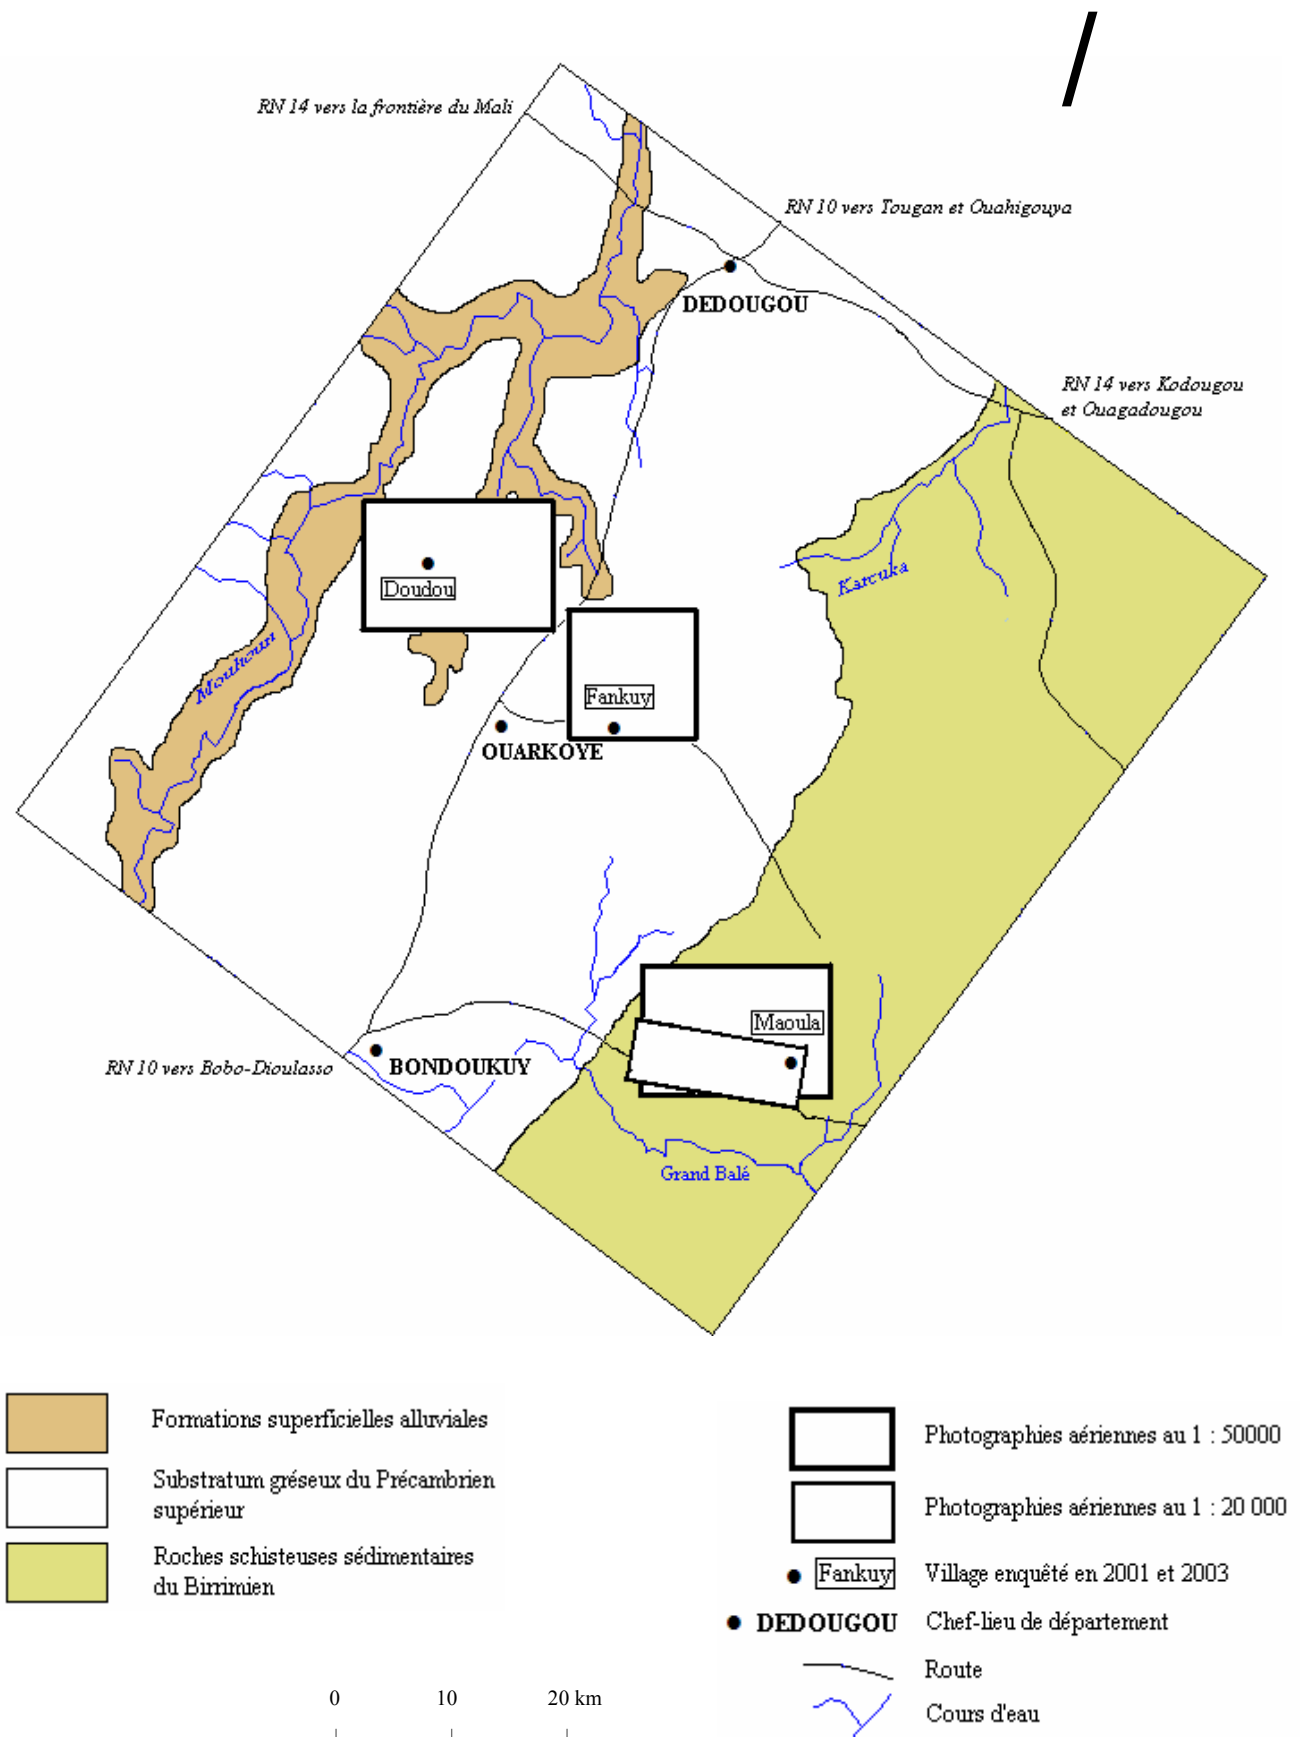 RN 14 vers la frontière du Mali
RN 10 vers Tougan et Ouahigouya
DEDOUGOU
RN 14 vers Kodougou
et Ouagadougou
Karuka
Doudou
Mouhoun
Fankuy
OUARKOYE
Maoula
RN 10 vers Bobo-Dioulasso
BONDOUKUY
Grand Balé
Formations superficielles alluviales
Substratum gréseux du Précambrien
supérieur
Roches schisteuses sédimentaires
du Birrimien
Photographies aériennes au 1 : 50000
Photographies aériennes au 1 : 20 000
Fankuy
Village enquêté en 2001 et 2003
DEDOUGOU
Chef-lieu de département
Route
Cours d'eau
0 10 20 km